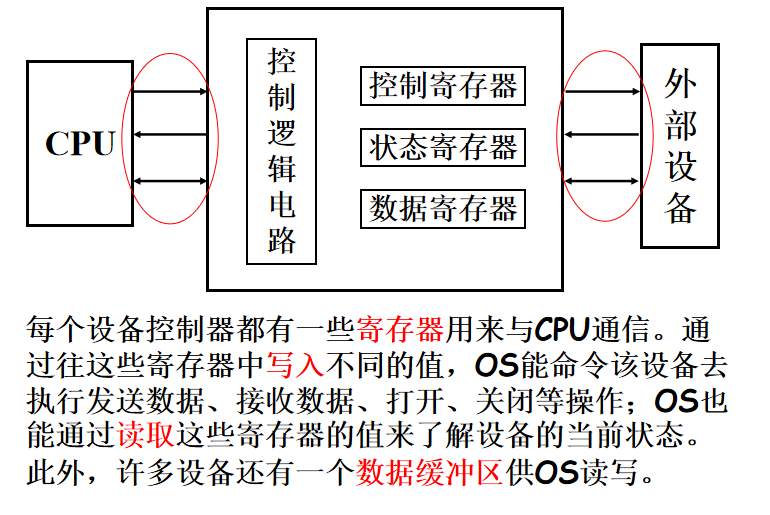 CPU
控制逻辑电路
控制寄存器
状态寄存器
数据寄存器
外部设备
每个设备控制器都有一些寄存器用来与CPU通信。通
过往这些寄存器中写入不同的值，OS能命令该设备去
执行发送数据、接收数据、打开、关闭等操作；OS也
能通过读取这些寄存器的值来了解设备的当前状态。
此外，许多设备还有一个数据缓冲区供OS读写。